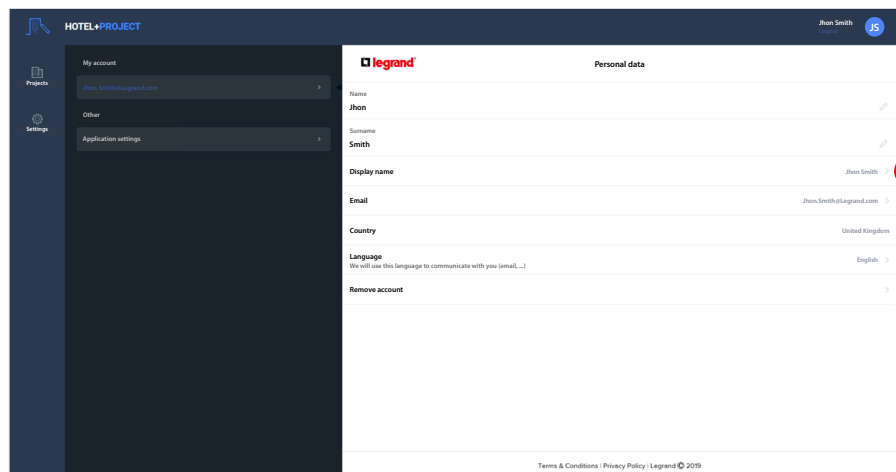 HOTEL+PROJECT
Jhon Smith
Logout
JS
Projects
Settings
My account
Jhon.Smith@Legrand.com
Other
Application settings
legrand
Personal data
Name
Jhon
Surname
Smith
Display name
Jhon Smith
Email
Jhon.Smith@Legrand.com
Country
United Kingdom
Language
We will use this language to communicate with you (email, ...)
English
Remove account
Terms & Conditions | Privacy Policy | Legrand © 2019